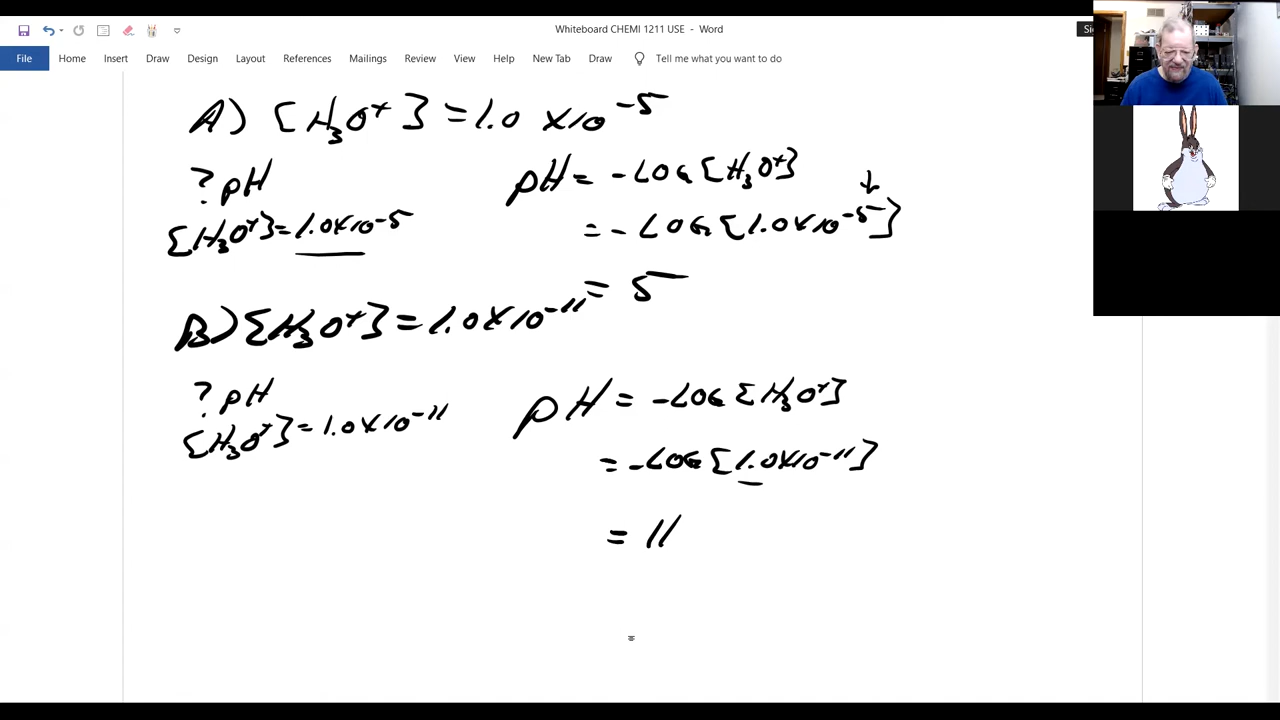 Whiteboard CHEMI 1211 USE - Word
File Home Insert Draw Design Layout References Mailings Review View Help New Tab Draw Tell me what you want to do
A) [H₃O⁺] = 1.0 x10⁻⁵
? pH
pH = -LOG[H₃O⁺]
[H₃O⁺] = 1.0x10⁻⁵
= - LOG[1.0x10⁻⁵]
= 5
B) [H₃O⁺] = 1.0x10⁻¹¹
? pH
pH = -LOG[H₃O⁺]
[H₃O⁺] = 1.0x10⁻¹¹
= -LOG[1.0x10⁻¹¹]
= 11